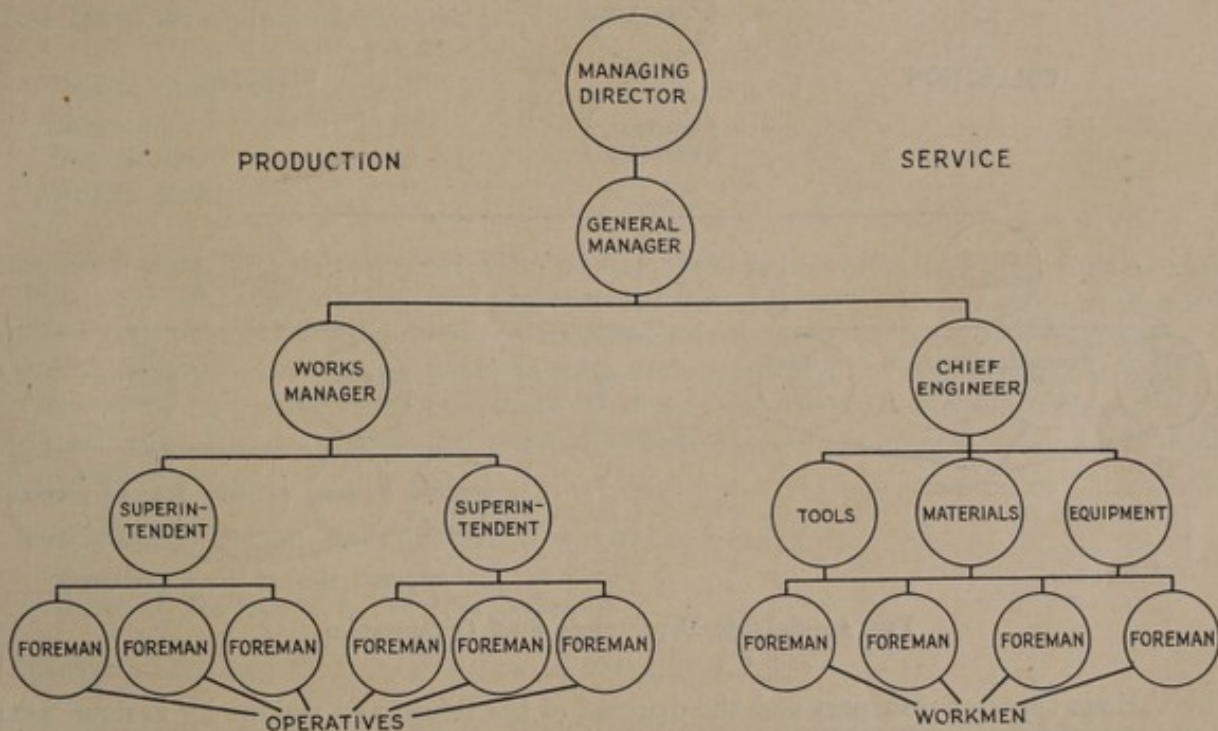 MANAGING
DIRECTOR
PRODUCTION
SERVICE
GENERAL
MANAGER
WORKS
MANAGER
CHIEF
ENGINEER
SUPERIN-
TENDENT
SUPERIN-
TENDENT
TOOLS
MATERIALS
EQUIPMENT
FOREMAN
FOREMAN
FOREMAN
FOREMAN
FOREMAN
FOREMAN
FOREMAN
FOREMAN
FOREMAN
FOREMAN
OPERATIVES
WORKMEN